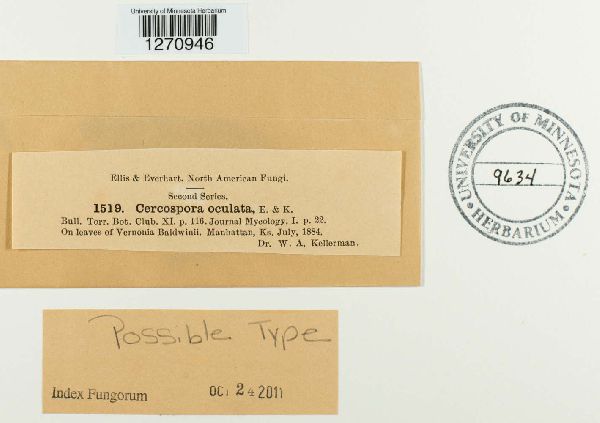 University of Minnesota Herbarium
1270946
Ellis & Everhart, North American Fungi.
Second Series.
1519. Cercospora oculata, E. & K.
Bull. Torr. Bot. Club. XI. p. 116. Journal Mycology. I. p. 22.
On leaves of Vernonia Baldwinii. Manhattan, Ks, July, 1884.
Dr. W. A. Kellerman.
UNIVERSITY OF MINNESOTA
9634
HERBARIUM
Possible Type
Index Fungorum
OCT 24 2011